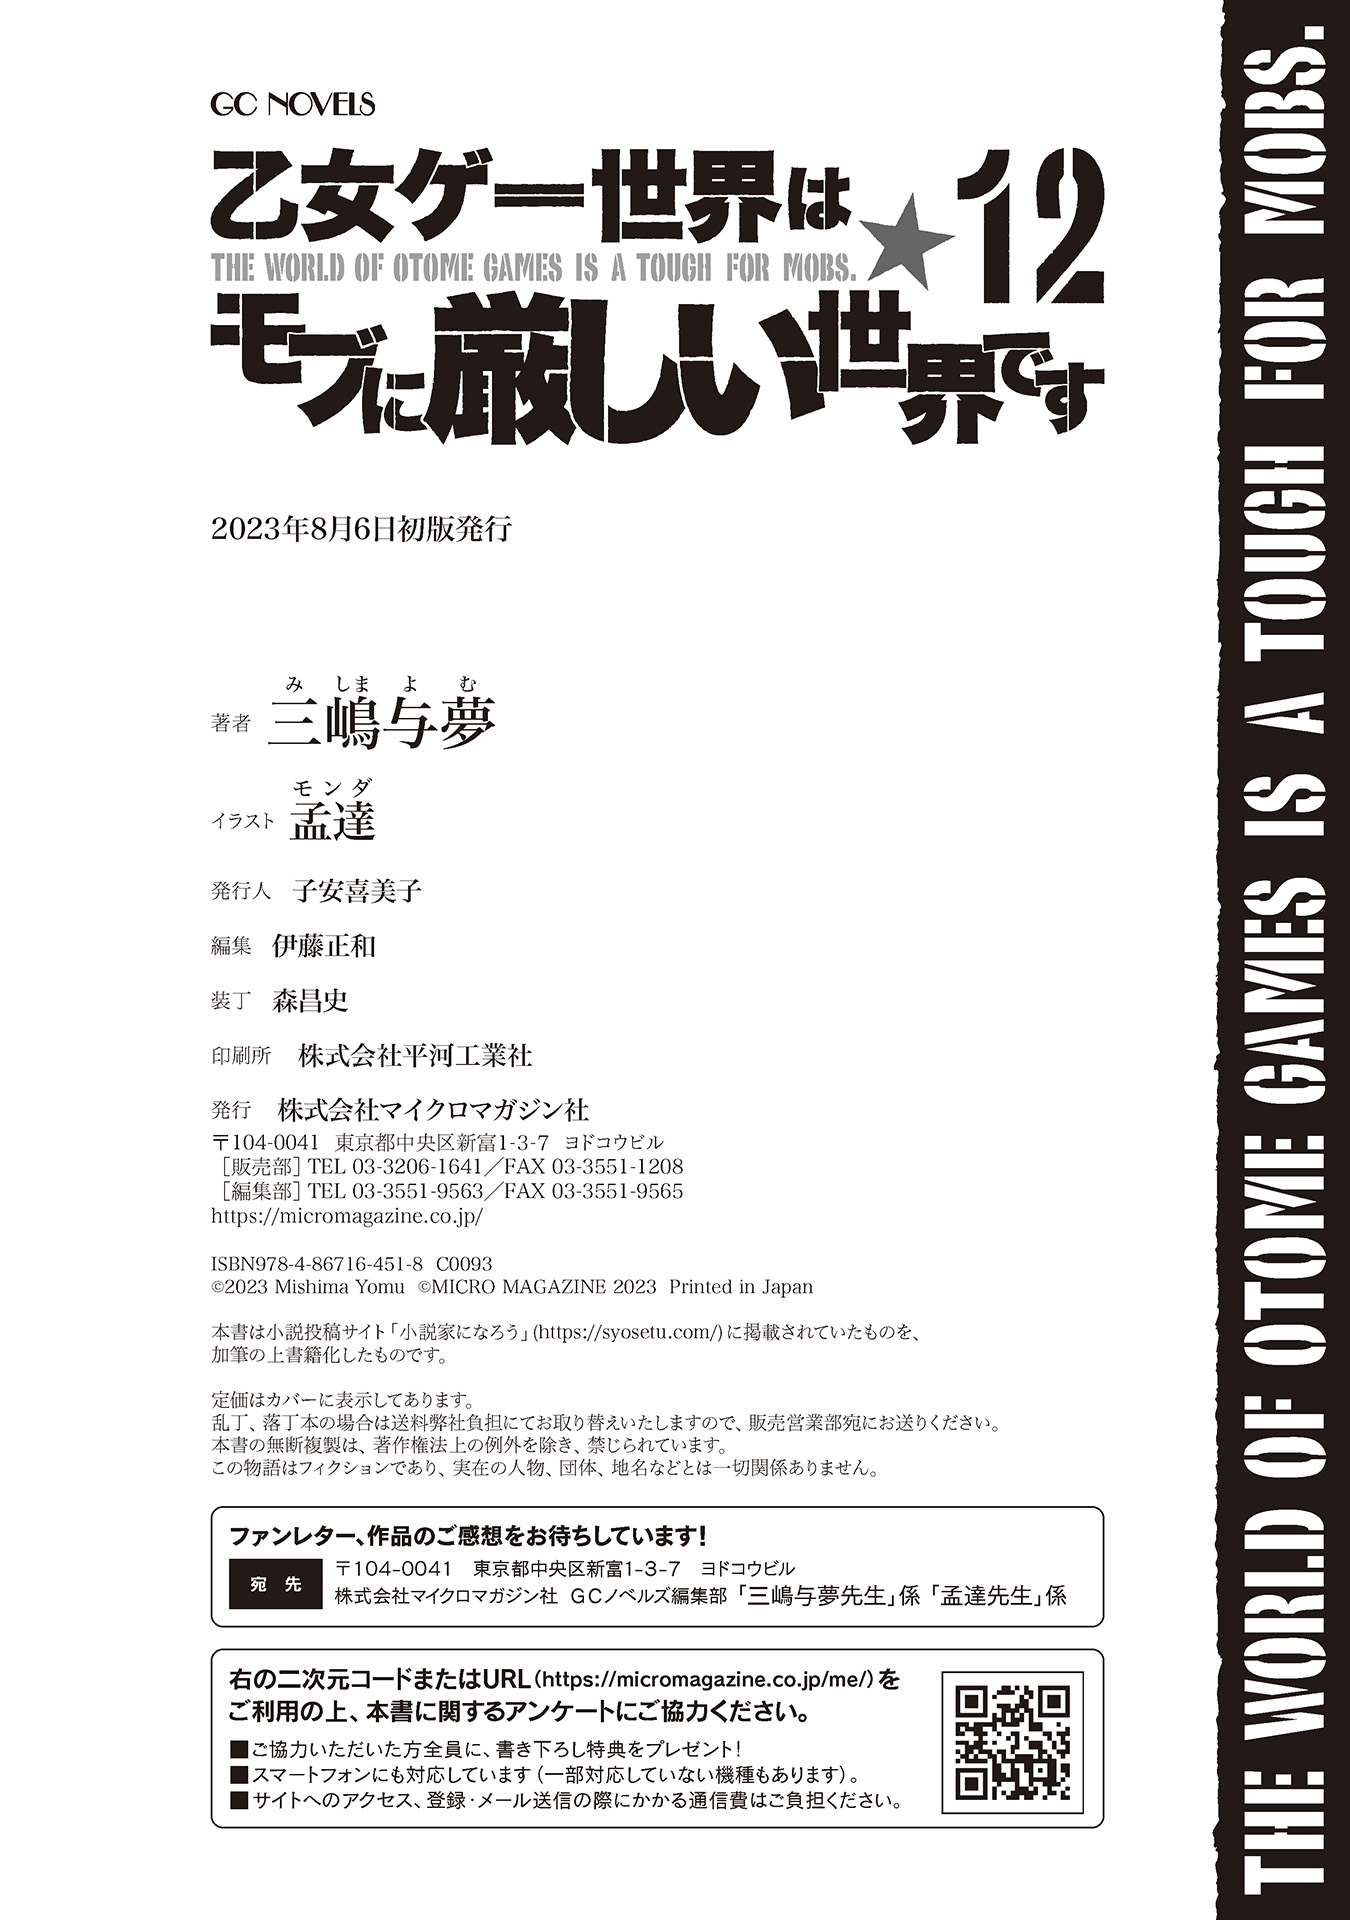 GC NOVELS
乙女ゲー世界は
THE WORLD OF OTOME GAMES IS A TOUGH FOR MOBS.
モブに厳しい世界です
★12
2023年8月6日初版発行
み しま よ む
著者 三嶋与夢
モンダ
イラスト 孟達
発行人 子安喜美子
編集 伊藤正和
装丁 森昌史
印刷所 株式会社平河工業社
発行 株式会社マイクロマガジン社
〒104-0041 東京都中央区新富1-3-7 ヨドコウビル
［販売部］TEL 03-3206-1641／FAX 03-3551-1208
［編集部］TEL 03-3551-9563／FAX 03-3551-9565
https://micromagazine.co.jp/
ISBN978-4-86716-451-8 C0093
©2023 Mishima Yomu ©MICRO MAGAZINE 2023 Printed in Japan
本書は小説投稿サイト「小説家になろう」(https://syosetu.com/)に掲載されていたものを、
加筆の上書籍化したものです。
定価はカバーに表示してあります。
乱丁、落丁本の場合は送料弊社負担にてお取り替えいたしますので、販売営業部宛にお送りください。
本書の無断複製は、著作権法上の例外を除き、禁じられています。
この物語はフィクションであり、実在の人物、団体、地名などとは一切関係ありません。
ファンレター、作品のご感想をお待ちしています!
宛先
〒104-0041 東京都中央区新富1-3-7 ヨドコウビル
株式会社マイクロマガジン社 GCノベルズ編集部「三嶋与夢先生」係「孟達先生」係
右の二次元コードまたはURL(https://micromagazine.co.jp/me/)を
ご利用の上、本書に関するアンケートにご協力ください。
■ご協力いただいた方全員に、書き下ろし特典をプレゼント!
■スマートフォンにも対応しています(一部対応していない機種もあります)。
■サイトへのアクセス、登録・メール送信の際にかかる通信費はご負担ください。
THE WORLD OF OTOME GAMES IS A TOUGH FOR MOBS.